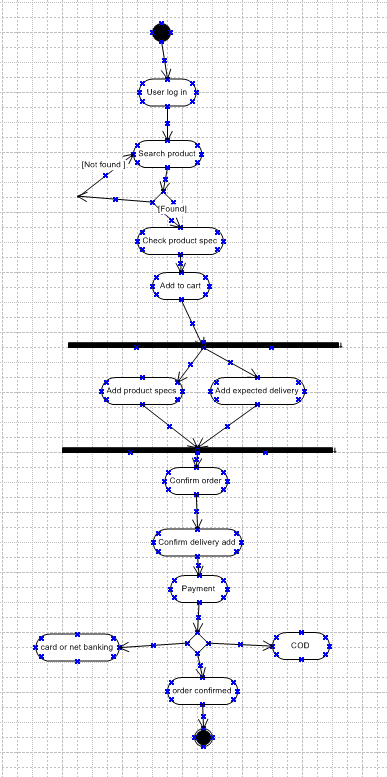 User log in
Search product
[Not found ]
[Found]
Check product spec
Add to cart
Add product specs
Add expected delivery
Confirm order
Confirm delivery add
Payment
card or net banking
COD
order confirmed